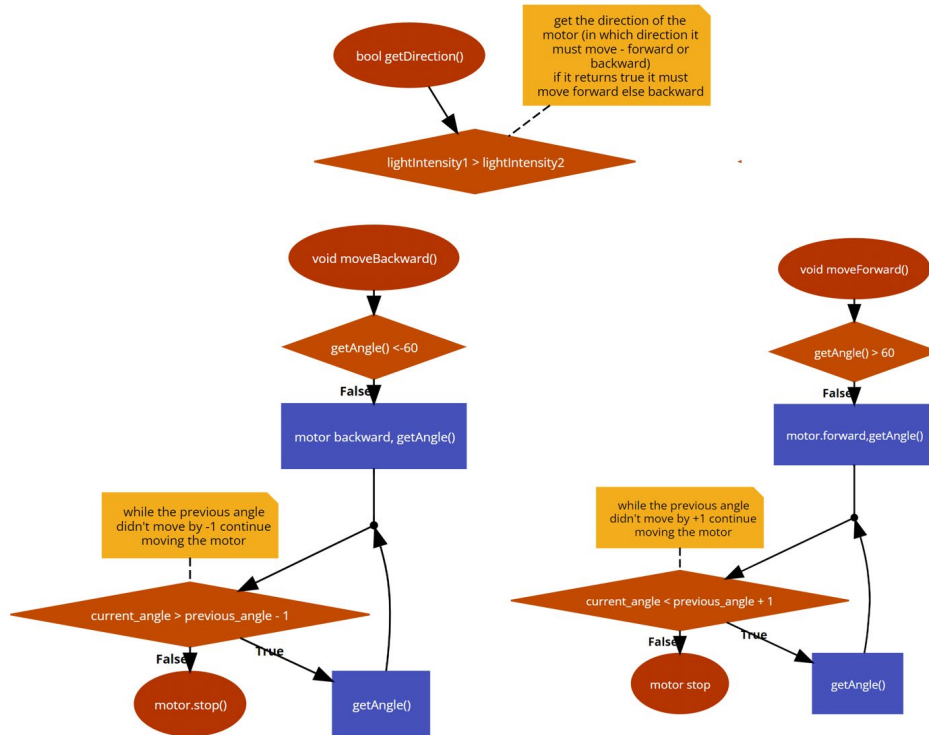 bool getDirection()
get the direction of the
motor (in which direction it
must move - forward or
backward)
if it returns true it must
move forward else backward
lightIntensity1 > lightIntensity2
void moveBackward()
getAngle() <-60
False
motor backward, getAngle()
while the previous angle
didn't move by -1 continue
moving the motor
current_angle > previous_angle - 1
False
True
motor.stop()
getAngle()
void moveForward()
getAngle() > 60
False
motor.forward,getAngle()
while the previous angle
didn't move by +1 continue
moving the motor
current_angle < previous_angle + 1
False
True
motor stop
getAngle()